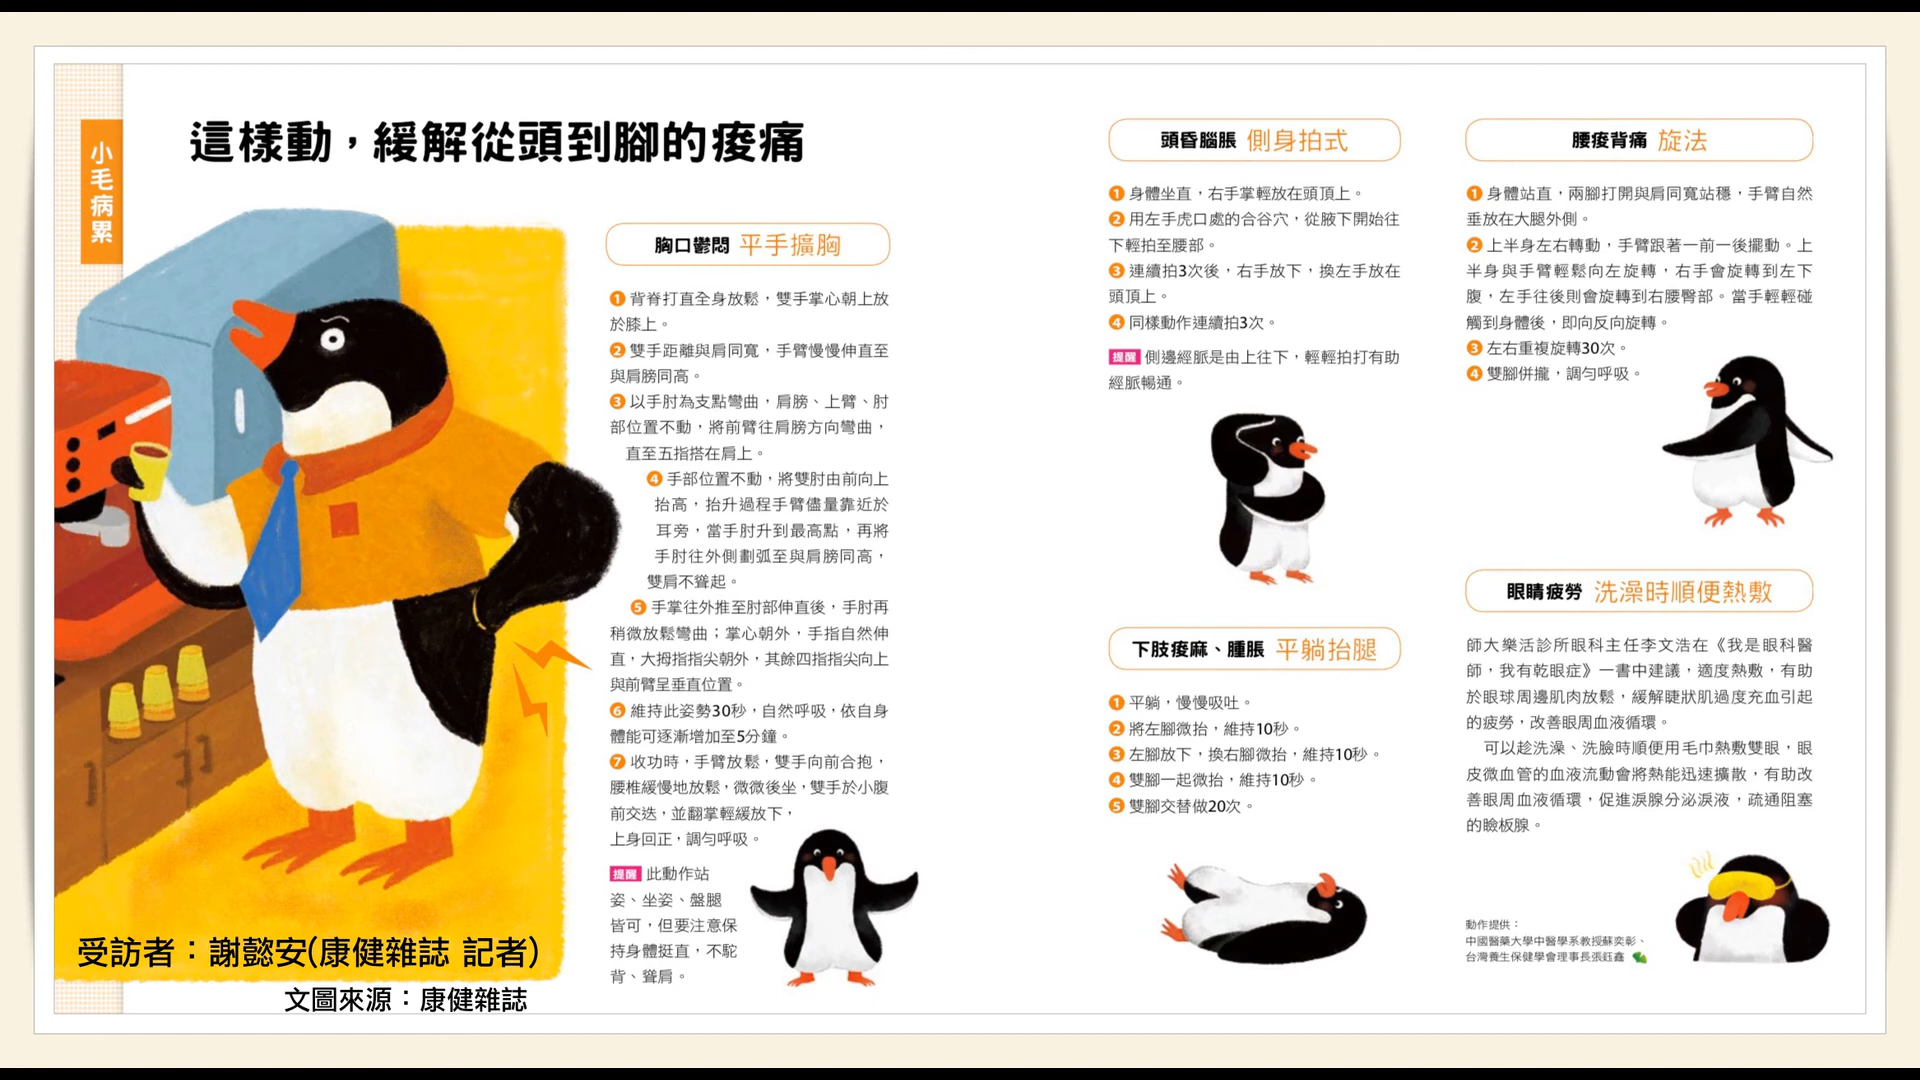 小毛病累
這樣動，緩解從頭到腳的痠痛
胸口鬱悶 平手擴胸
1 背脊打直全身放鬆，雙手掌心朝上放
於膝上。
2 雙手距離與肩同寬，手臂慢慢伸直至
與肩膀同高。
3 以手肘為支點彎曲，肩膀、上臂、肘
部位置不動，將前臂往肩膀方向彎曲，
直至五指搭在肩上。
4 手部位置不動，將雙肘由前向上
抬高，抬升過程手臂儘量靠近於
耳旁，當手肘升到最高點，再將
手肘往外側劃弧至與肩膀同高，
雙肩不聳起。
5 手掌往外推至肘部伸直後，手肘再
稍微放鬆彎曲；掌心朝外，手指自然伸
直，大拇指指尖朝外，其餘四指指尖向上
與前臂呈垂直位置。
6 維持此姿勢30秒，自然呼吸，依自身
體能可逐漸增加至5分鐘。
7 收功時，手臂放鬆，雙手向前合抱，
腰椎緩慢地放鬆，微微後坐，雙手於小腹
前交迭，並翻掌輕緩放下，
上身回正，調勻呼吸。
提醒 此動作站
姿、坐姿、盤腿
皆可，但要注意保
持身體挺直，不駝
背、聳肩。
受訪者：謝懿安(康健雜誌 記者)
文圖來源：康健雜誌
頭昏腦脹 側身拍式
1 身體坐直，右手掌輕放在頭頂上。
2 用左手虎口處的合谷穴，從腋下開始往
下輕拍至腰部。
3 連續拍3次後，右手放下，換左手放在
頭頂上。
4 同樣動作連續拍3次。
提醒 側邊經脈是由上往下，輕輕拍打有助
經脈暢通。
下肢痠麻、腫脹 平躺抬腿
1 平躺，慢慢吸吐。
2 將左腳微抬，維持10秒。
3 左腳放下，換右腳微抬，維持10秒。
4 雙腳一起微抬，維持10秒。
5 雙腳交替做20次。
腰痠背痛 旋法
1 身體站直，兩腳打開與肩同寬站穩，手臂自然
垂放在大腿外側。
2 上半身左右轉動，手臂跟著一前一後擺動。上
半身與手臂輕鬆向左旋轉，右手會旋轉到左下
腹，左手往後則會旋轉到右腰臀部。當手輕輕碰
觸到身體後，即向反向旋轉。
3 左右重複旋轉30次。
4 雙腳併攏，調勻呼吸。
眼睛疲勞 洗澡時順便熱敷
師大樂活診所眼科主任李文浩在《我是眼科醫
師，我有乾眼症》一書中建議，適度熱敷，有助
於眼球周邊肌肉放鬆，緩解睫狀肌過度充血引起
的疲勞，改善眼周血液循環。
可以趁洗澡、洗臉時順便用毛巾熱敷雙眼，眼
皮微血管的血液流動會將熱能迅速擴散，有助改
善眼周血液循環，促進淚腺分泌淚液，疏通阻塞
的瞼板腺。
動作提供：
中國醫藥大學中醫學系教授蘇奕彰、
台灣養生保健學會理事長張鈺鑫